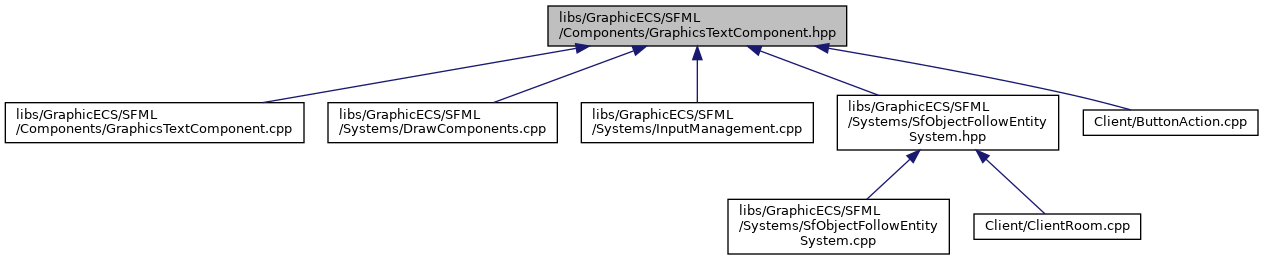 libs/GraphicECS/SFML
/Components/GraphicsTextComponent.hpp
libs/GraphicECS/SFML
/Components/GraphicsTextComponent.cpp
libs/GraphicECS/SFML
/Systems/DrawComponents.cpp
libs/GraphicECS/SFML
/Systems/InputManagement.cpp
libs/GraphicECS/SFML
/Systems/SfObjectFollowEntity
System.hpp
Client/ButtonAction.cpp
libs/GraphicECS/SFML
/Systems/SfObjectFollowEntity
System.cpp
Client/ClientRoom.cpp